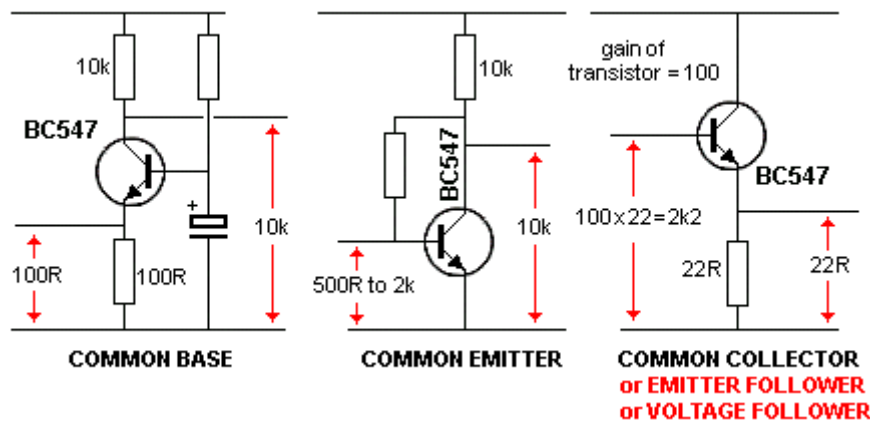 10k
BC547
+
100R
100R
10k
COMMON BASE
10k
BC547
500R to 2k
10k
COMMON EMITTER
gain of
transistor = 100
BC547
100x22=2k2
22R
22R
COMMON COLLECTOR
or EMITTER FOLLOWER
or VOLTAGE FOLLOWER